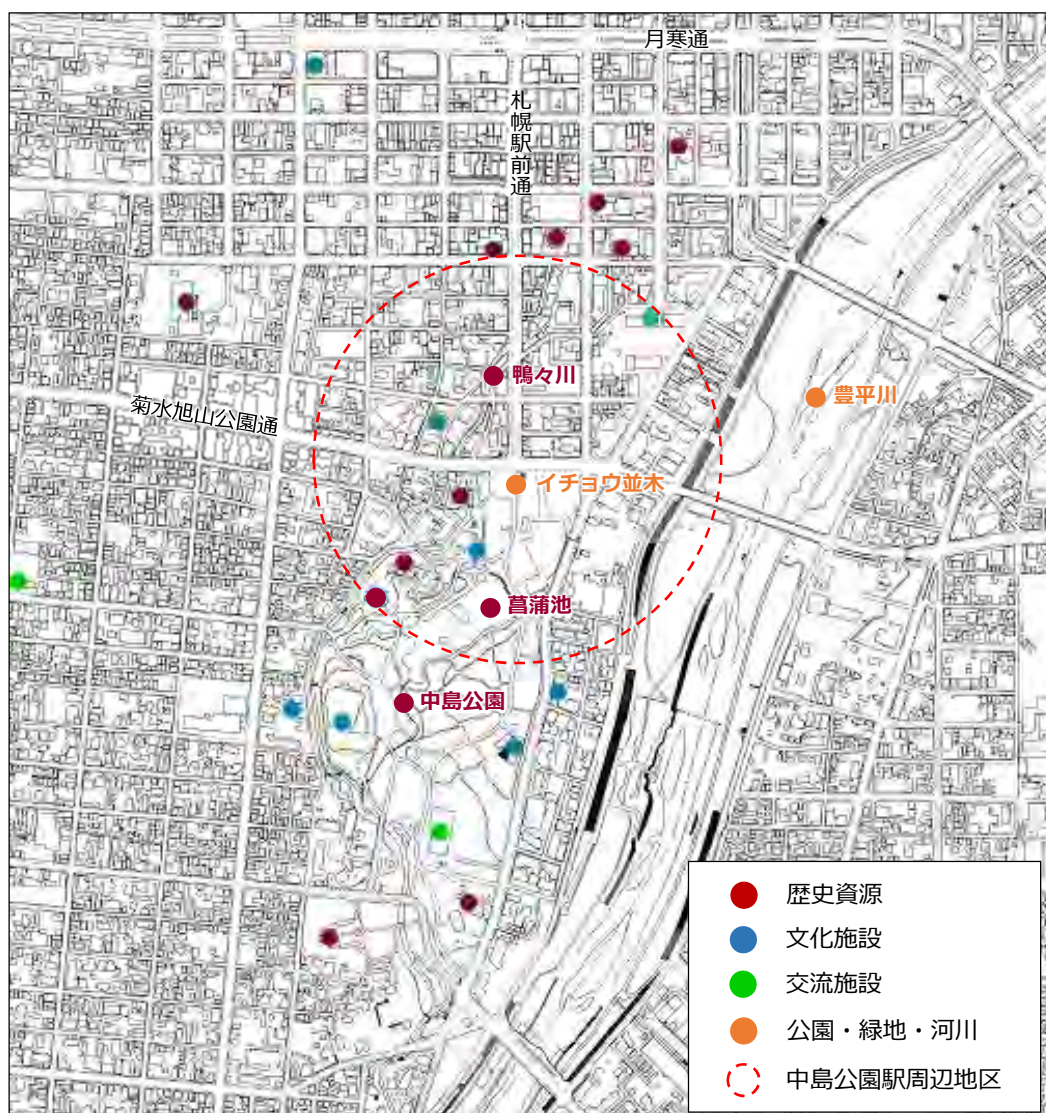 月寒通
札幌駅前通
鴨々川
豊平川
菊水旭山公園通
イチョウ並木
菖蒲池
中島公園
歴史資源
文化施設
交流施設
公園・緑地・河川
中島公園駅周辺地区